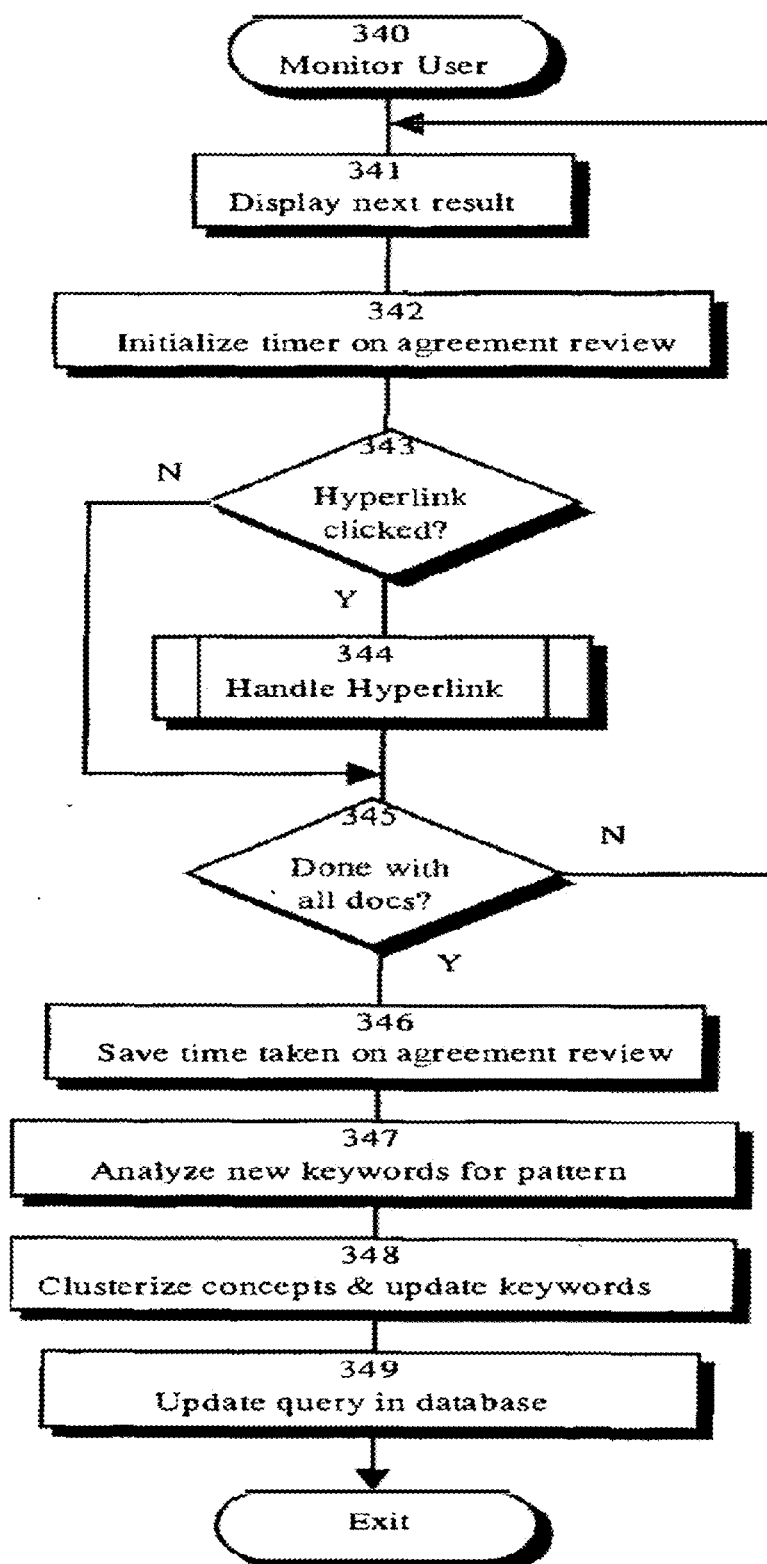 340
Monitor User
341
Display next result
342
Initialize timer on agreement review
343
N
Hyperlink
clicked?
Y
344
Handle Hyperlink
345
N
Done with
all docs?
Y
346
Save time taken on agreement review
347
Analyze new keywords for pattern
348
Clusterize concepts & update keywords
349
Update query in database
Exit